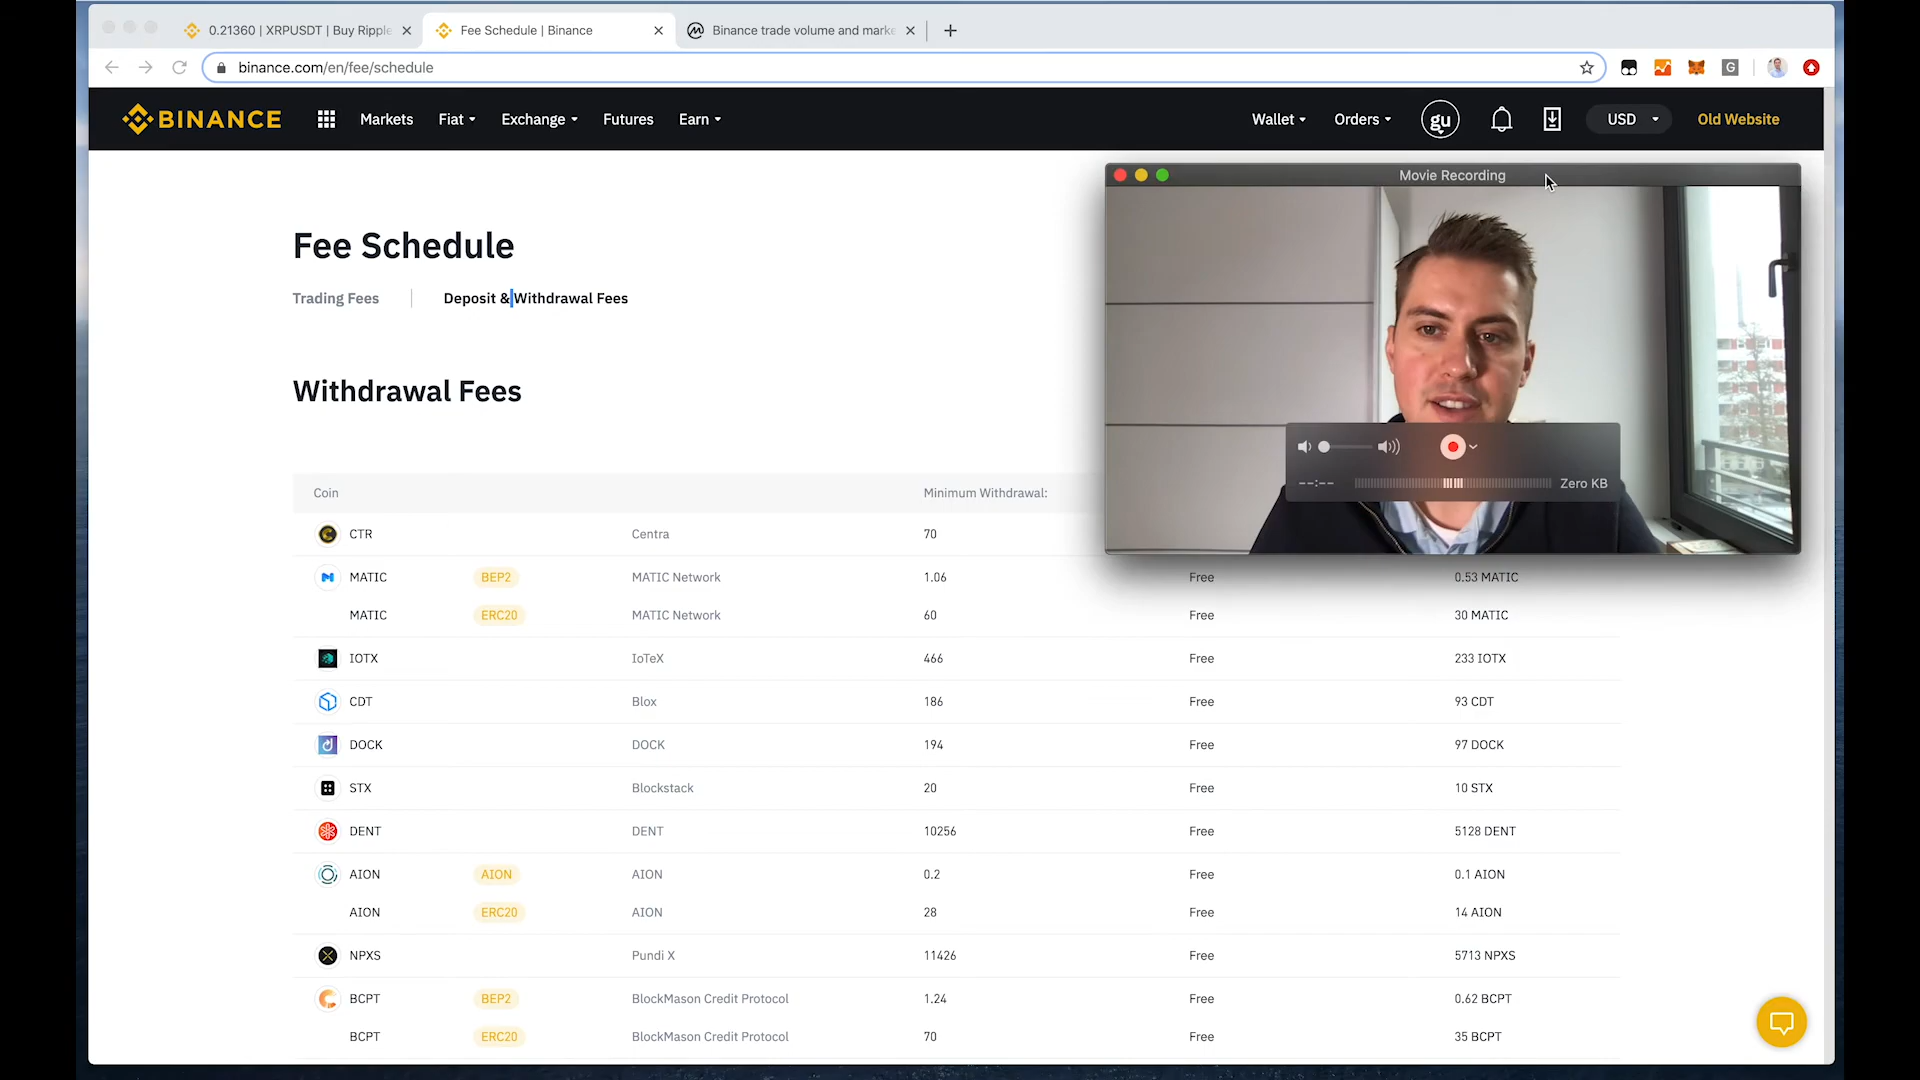 0.21360 | XRPUSDT | Buy Ripple
Fee Schedule | Binance
Binance trade volume and marke
binance.com/en/fee/schedule
G
BINANCE Markets Fiat Exchange Futures Earn Wallet Orders gu USD Old Website
Movie Recording
Fee Schedule
Trading Fees Deposit & Withdrawal Fees
Withdrawal Fees
--:-- Zero KB
Coin Minimum Withdrawal:
CTR Centra 70
MATIC BEP2 MATIC Network 1.06 Free 0.53 MATIC
MATIC ERC20 MATIC Network 60 Free 30 MATIC
IOTX IoTeX 466 Free 233 IOTX
CDT Blox 186 Free 93 CDT
DOCK DOCK 194 Free 97 DOCK
STX Blockstack 20 Free 10 STX
DENT DENT 10256 Free 5128 DENT
AION AION AION 0.2 Free 0.1 AION
AION ERC20 AION 28 Free 14 AION
NPXS Pundi X 11426 Free 5713 NPXS
BCPT BEP2 BlockMason Credit Protocol 1.24 Free 0.62 BCPT
BCPT ERC20 BlockMason Credit Protocol 70 Free 35 BCPT